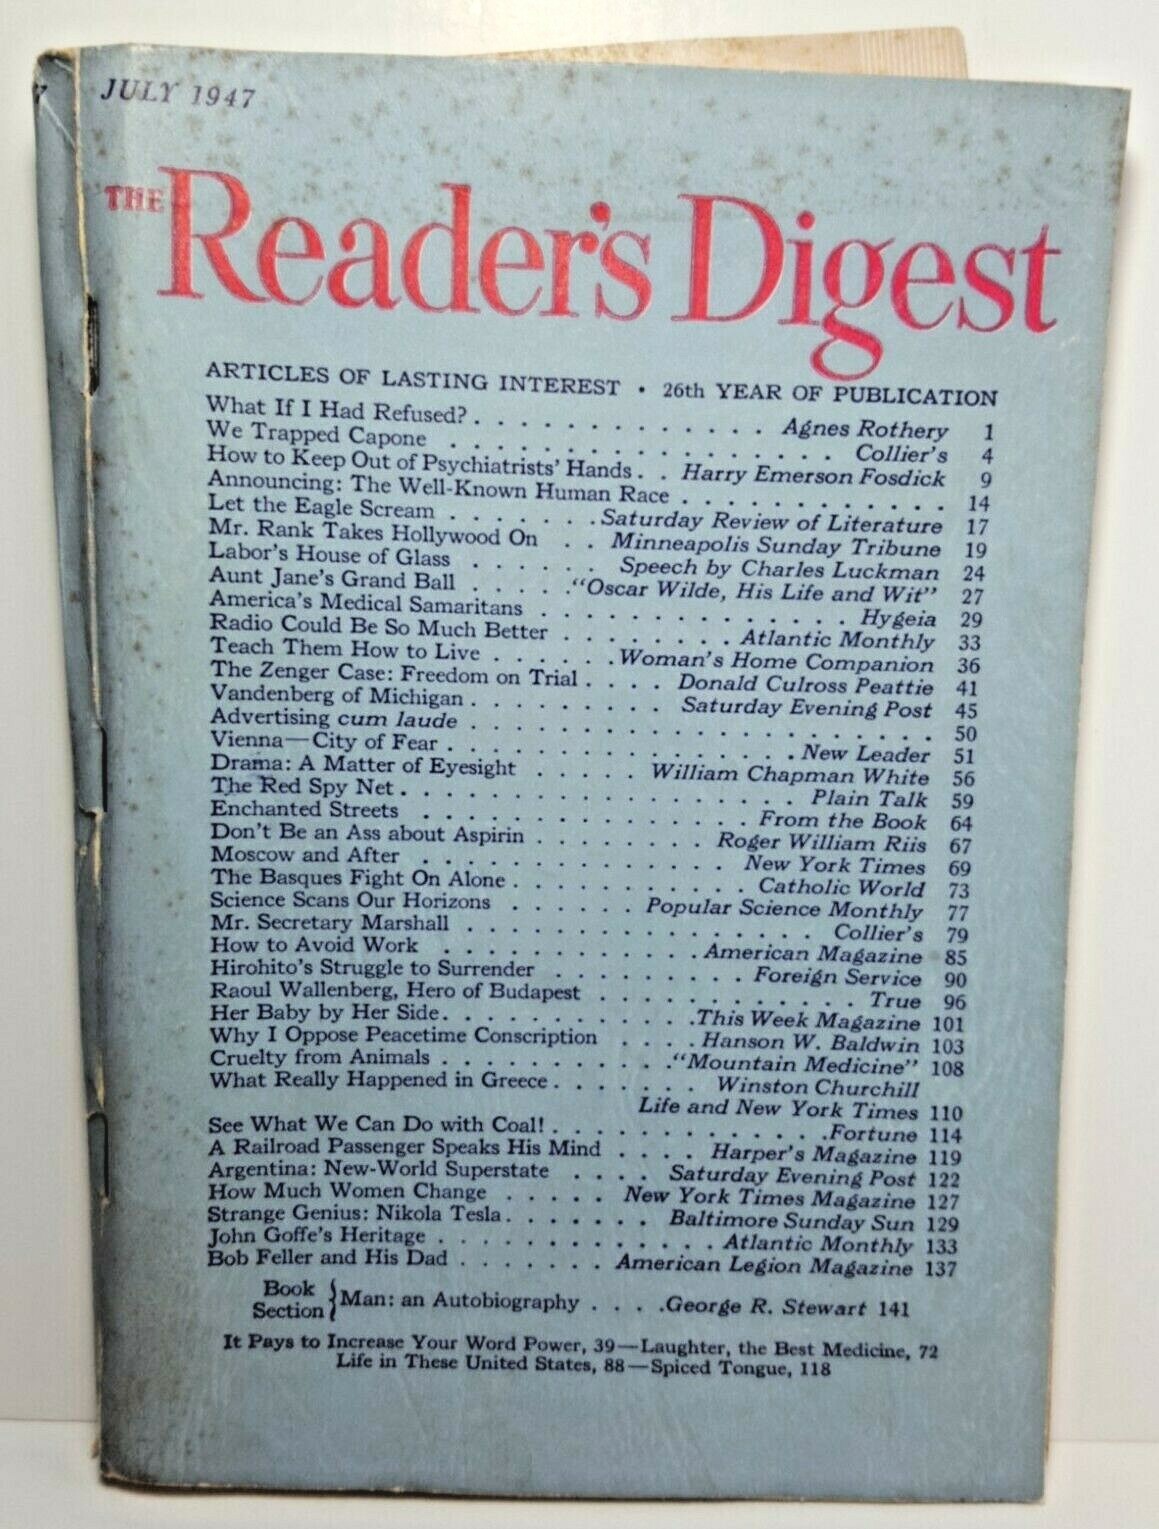 JULY 1947
THE Reader's Digest
ARTICLES OF LASTING INTEREST • 26th YEAR OF PUBLICATION
What If I Had Refused? . . . . . . . . . . . . . Agnes Rothery 1
We Trapped Capone . . . . . . . . . . . . . . . . Collier's 4
How to Keep Out of Psychiatrists' Hands . . Harry Emerson Fosdick 9
Announcing: The Well-Known Human Race . . . . . . . . . . . 14
Let the Eagle Scream . . . . . . . Saturday Review of Literature 17
Mr. Rank Takes Hollywood On . . Minneapolis Sunday Tribune 19
Labor's House of Glass . . . . . . Speech by Charles Luckman 24
Aunt Jane's Grand Ball . . . . . "Oscar Wilde, His Life and Wit" 27
America's Medical Samaritans . . . . . . . . . . . . . Hygeia 29
Radio Could Be So Much Better . . . . . . . . Atlantic Monthly 33
Teach Them How to Live . . . . . . Woman's Home Companion 36
The Zenger Case: Freedom on Trial . . . . Donald Culross Peattie 41
Vandenberg of Michigan . . . . . . . . . Saturday Evening Post 45
Advertising cum laude . . . . . . . . . . . . . . . . . . . . 50
Vienna—City of Fear . . . . . . . . . . . . . . . . New Leader 51
Drama: A Matter of Eyesight . . . . . William Chapman White 56
The Red Spy Net . . . . . . . . . . . . . . . . . . Plain Talk 59
Enchanted Streets . . . . . . . . . . . . . . . From the Book 64
Don't Be an Ass about Aspirin . . . . . . . . Roger William Riis 67
Moscow and After . . . . . . . . . . . . . . New York Times 69
The Basques Fight On Alone . . . . . . . . . . . Catholic World 73
Science Scans Our Horizons . . . . . . Popular Science Monthly 77
Mr. Secretary Marshall . . . . . . . . . . . . . . . . Collier's 79
How to Avoid Work . . . . . . . . . . . . American Magazine 85
Hirohito's Struggle to Surrender . . . . . . . . . Foreign Service 90
Raoul Wallenberg, Hero of Budapest . . . . . . . . . . . . True 96
Her Baby by Her Side . . . . . . . . . . . . This Week Magazine 101
Why I Oppose Peacetime Conscription . . . . Hanson W. Baldwin 103
Cruelty from Animals . . . . . . . . . . . "Mountain Medicine" 108
What Really Happened in Greece . . . . . . . Winston Churchill
Life and New York Times 110
See What We Can Do with Coal! . . . . . . . . . . . . . Fortune 114
A Railroad Passenger Speaks His Mind . . . . Harper's Magazine 119
Argentina: New-World Superstate . . . . Saturday Evening Post 122
How Much Women Change . . . . . New York Times Magazine 127
Strange Genius: Nikola Tesla . . . . . . . Baltimore Sunday Sun 129
John Goffe's Heritage . . . . . . . . . . . . . Atlantic Monthly 133
Bob Feller and His Dad . . . . . . . American Legion Magazine 137
Book Section { Man: an Autobiography . . . . George R. Stewart 141
It Pays to Increase Your Word Power, 39—Laughter, the Best Medicine, 72
Life in These United States, 88—Spiced Tongue, 118